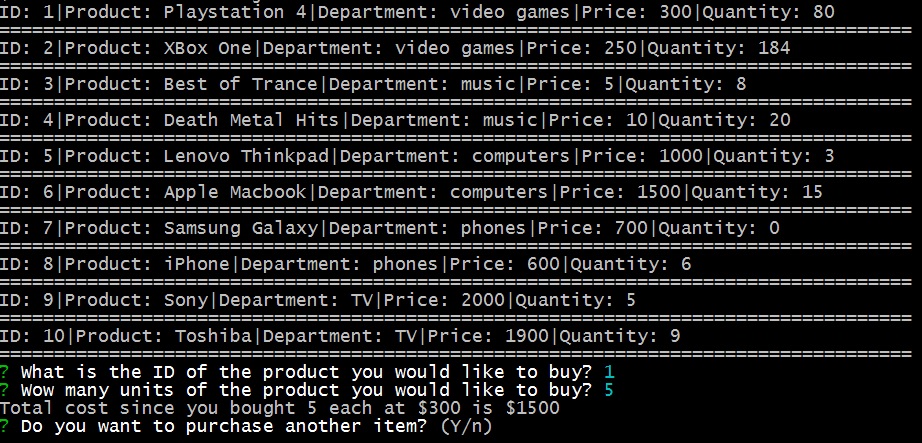 ID: 1|Product: Playstation 4|Department: video games|Price: 300|Quantity: 80
================================================================================
ID: 2|Product: XBox One|Department: video games|Price: 250|Quantity: 184
================================================================================
ID: 3|Product: Best of Trance|Department: music|Price: 5|Quantity: 8
================================================================================
ID: 4|Product: Death Metal Hits|Department: music|Price: 10|Quantity: 20
================================================================================
ID: 5|Product: Lenovo Thinkpad|Department: computers|Price: 1000|Quantity: 3
================================================================================
ID: 6|Product: Apple Macbook|Department: computers|Price: 1500|Quantity: 15
================================================================================
ID: 7|Product: Samsung Galaxy|Department: phones|Price: 700|Quantity: 0
================================================================================
ID: 8|Product: iPhone|Department: phones|Price: 600|Quantity: 6
================================================================================
ID: 9|Product: Sony|Department: TV|Price: 2000|Quantity: 5
================================================================================
ID: 10|Product: Toshiba|Department: TV|Price: 1900|Quantity: 9
================================================================================
? What is the ID of the product you would like to buy? 1
? Wow many units of the product you would like to buy? 5
Total cost since you bought 5 each at $300 is $1500
? Do you want to purchase another item? (Y/n)